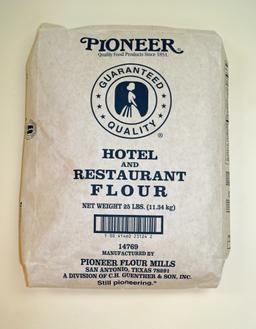 PIONEER®
Quality Food Products Since 1851.
GUARANTEED
QUALITY
®
HOTEL
AND
RESTAURANT
FLOUR
NET WEIGHT 25 LBS. (11.34 kg)
14769
MANUFACTURED BY
PIONEER FLOUR MILLS
SAN ANTONIO, TEXAS 78291
A DIVISION OF C.H. GUENTHER & SON, INC.
Still pioneering.®